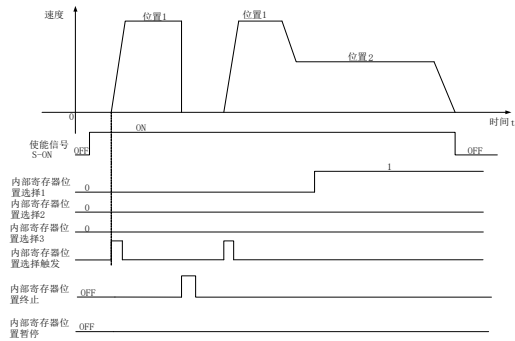 速度
位置1
位置1
位置2
0
时间t
ON
使能信号
S-ON
OFF
OFF
1
内部寄存器位
置选择1
0
内部寄存器位
置选择2
0
内部寄存器位
置选择3
0
内部寄存器位
置选择触发
内部寄存器位
置终止
OFF
内部寄存器位
置暂停
OFF